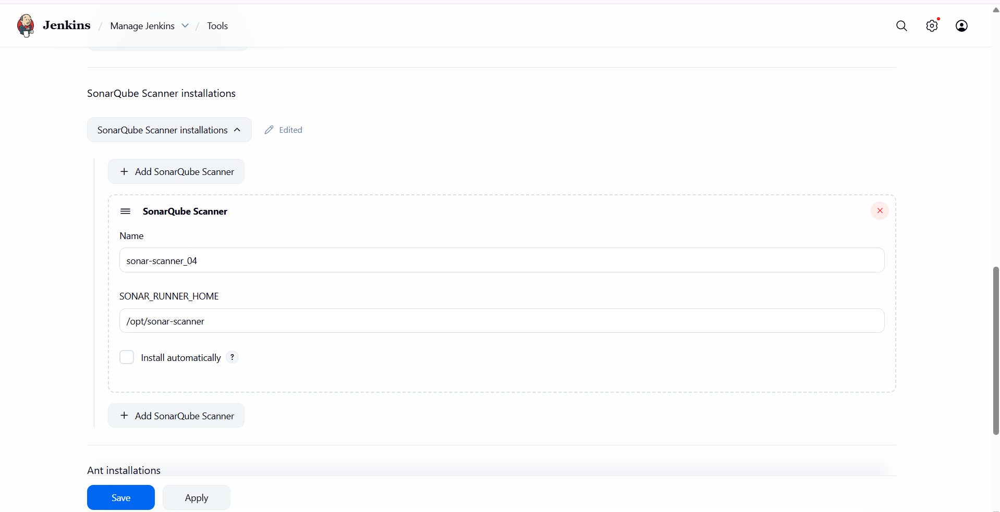 Jenkins / Manage Jenkins / Tools
SonarQube Scanner installations
SonarQube Scanner installations Edited
+ Add SonarQube Scanner
SonarQube Scanner
Name
sonar-scanner_04
SONAR_RUNNER_HOME
/opt/sonar-scanner
Install automatically ?
+ Add SonarQube Scanner
Ant installations
Save Apply